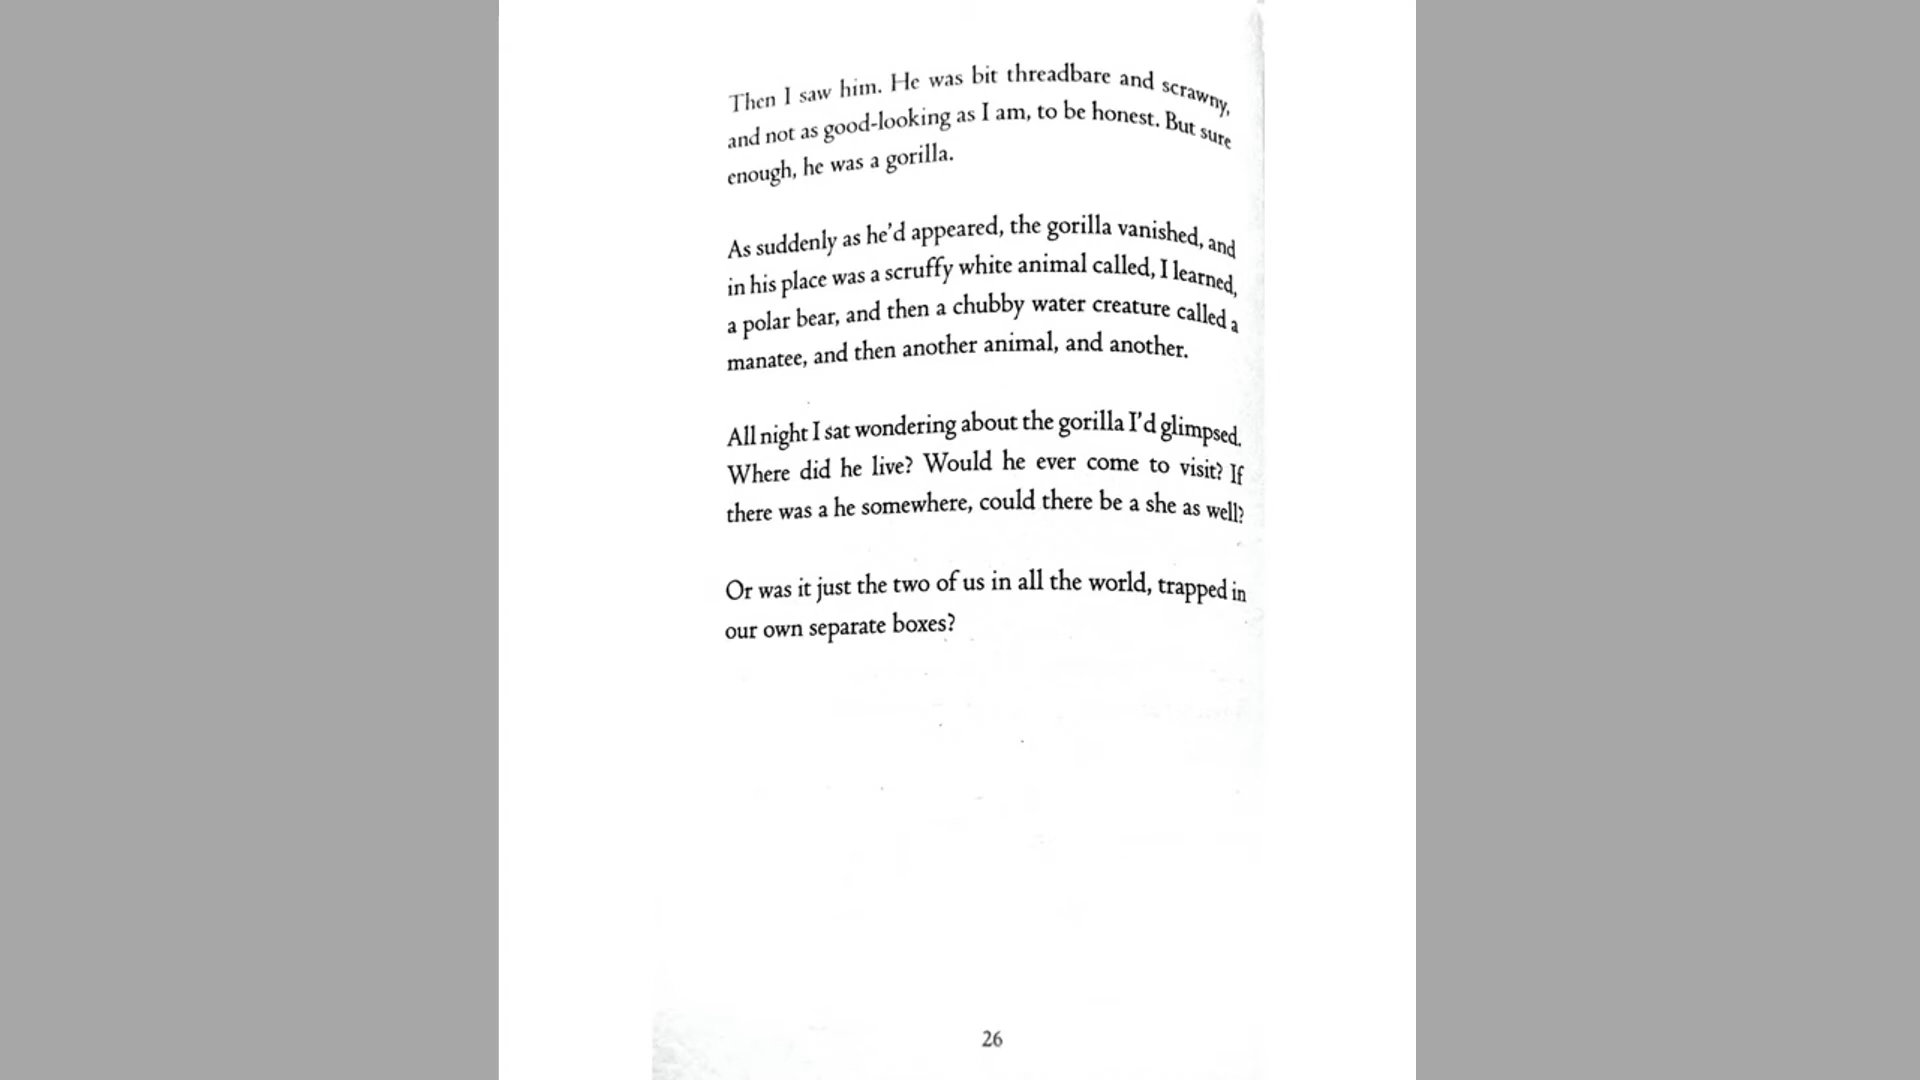 Then I saw him. He was bit threadbare and scrawny,
and not as good-looking as I am, to be honest. But sure
enough, he was a gorilla.
As suddenly as he'd appeared, the gorilla vanished, and
in his place was a scruffy white animal called, I learned,
a polar bear, and then a chubby water creature called a
manatee, and then another animal, and another.
All night I sat wondering about the gorilla I'd glimpsed.
Where did he live? Would he ever come to visit? If
there was a he somewhere, could there be a she as well?
Or was it just the two of us in all the world, trapped in
our own separate boxes?
26